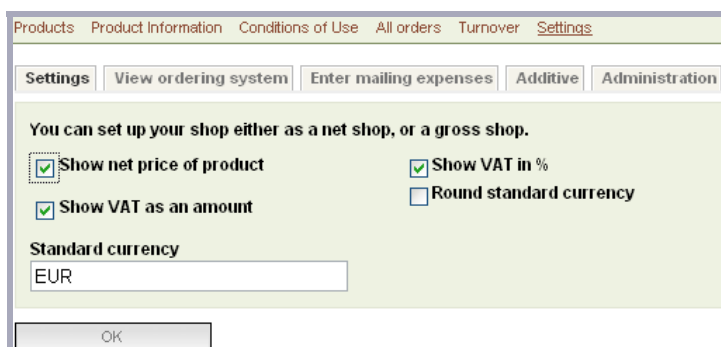 Products Product Information Conditions of Use All orders Turnover Settings
Settings View ordering system Enter mailing expenses Additive Administration
You can set up your shop either as a net shop, or a gross shop.
Show net price of product Show VAT in %
Round standard currency
Show VAT as an amount
Standard currency
EUR
OK